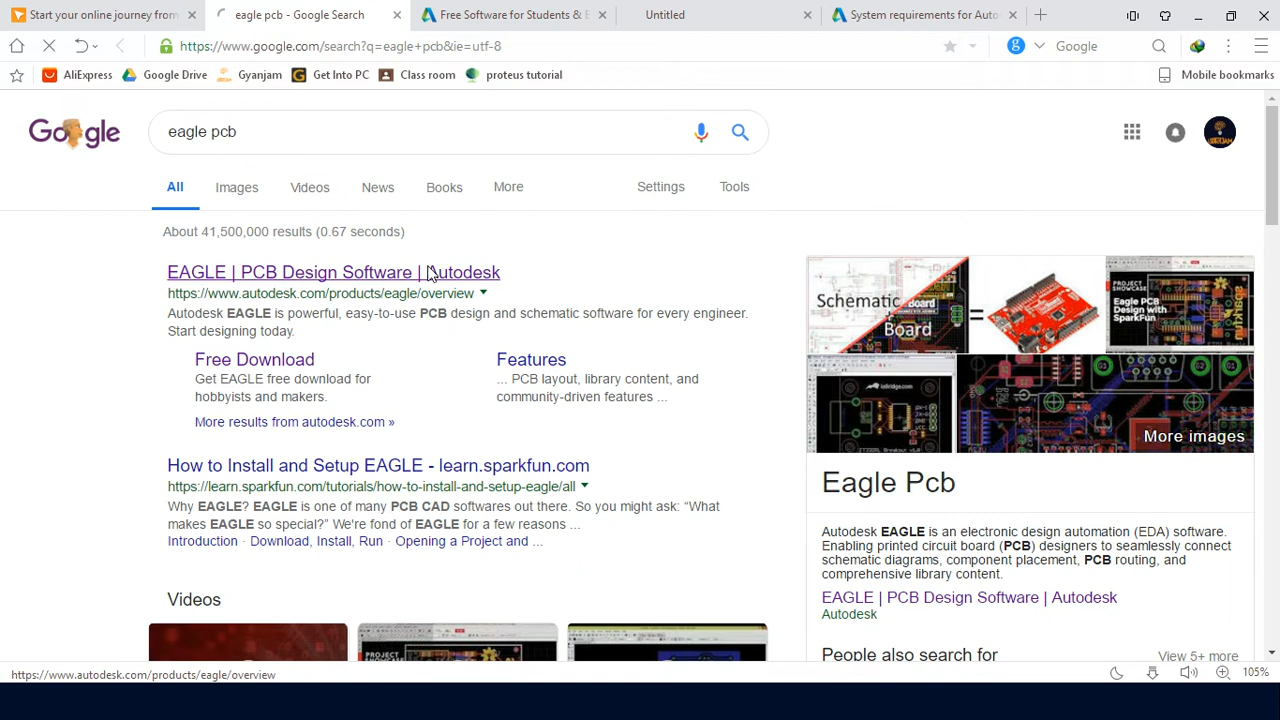 Start your online journey from
eagle pcb - Google Search
Free Software for Students & E
Untitled
System requirements for Auto
https://www.google.com/search?q=eagle+pcb&ie=utf-8
Google
AliExpress
Google Drive
Gyanjam
Get Into PC
Class room
proteus tutorial
Mobile bookmarks
Google
eagle pcb
All
Images
Videos
News
Books
More
Settings
Tools
About 41,500,000 results (0.67 seconds)
EAGLE | PCB Design Software | Autodesk
https://www.autodesk.com/products/eagle/overview
Autodesk EAGLE is powerful, easy-to-use PCB design and schematic software for every engineer.
Start designing today.
Free Download
Get EAGLE free download for
hobbyists and makers.
Features
... PCB layout, library content, and
community-driven features ...
More results from autodesk.com »
How to Install and Setup EAGLE - learn.sparkfun.com
https://learn.sparkfun.com/tutorials/how-to-install-and-setup-eagle/all
Why EAGLE? EAGLE is one of many PCB CAD softwares out there. So you might ask: “What
makes EAGLE so special?” We're fond of EAGLE for a few reasons ...
Introduction · Download, Install, Run · Opening a Project and ...
Videos
Schematic
Board
=
PROJECT
SHOWCASE
Eagle PCB
Design with
SparkFun
More images
Eagle Pcb
Autodesk EAGLE is an electronic design automation (EDA) software.
Enabling printed circuit board (PCB) designers to seamlessly connect
schematic diagrams, component placement, PCB routing, and
comprehensive library content.
EAGLE | PCB Design Software | Autodesk
Autodesk
People also search for
View 5+ more
https://www.autodesk.com/products/eagle/overview
105%